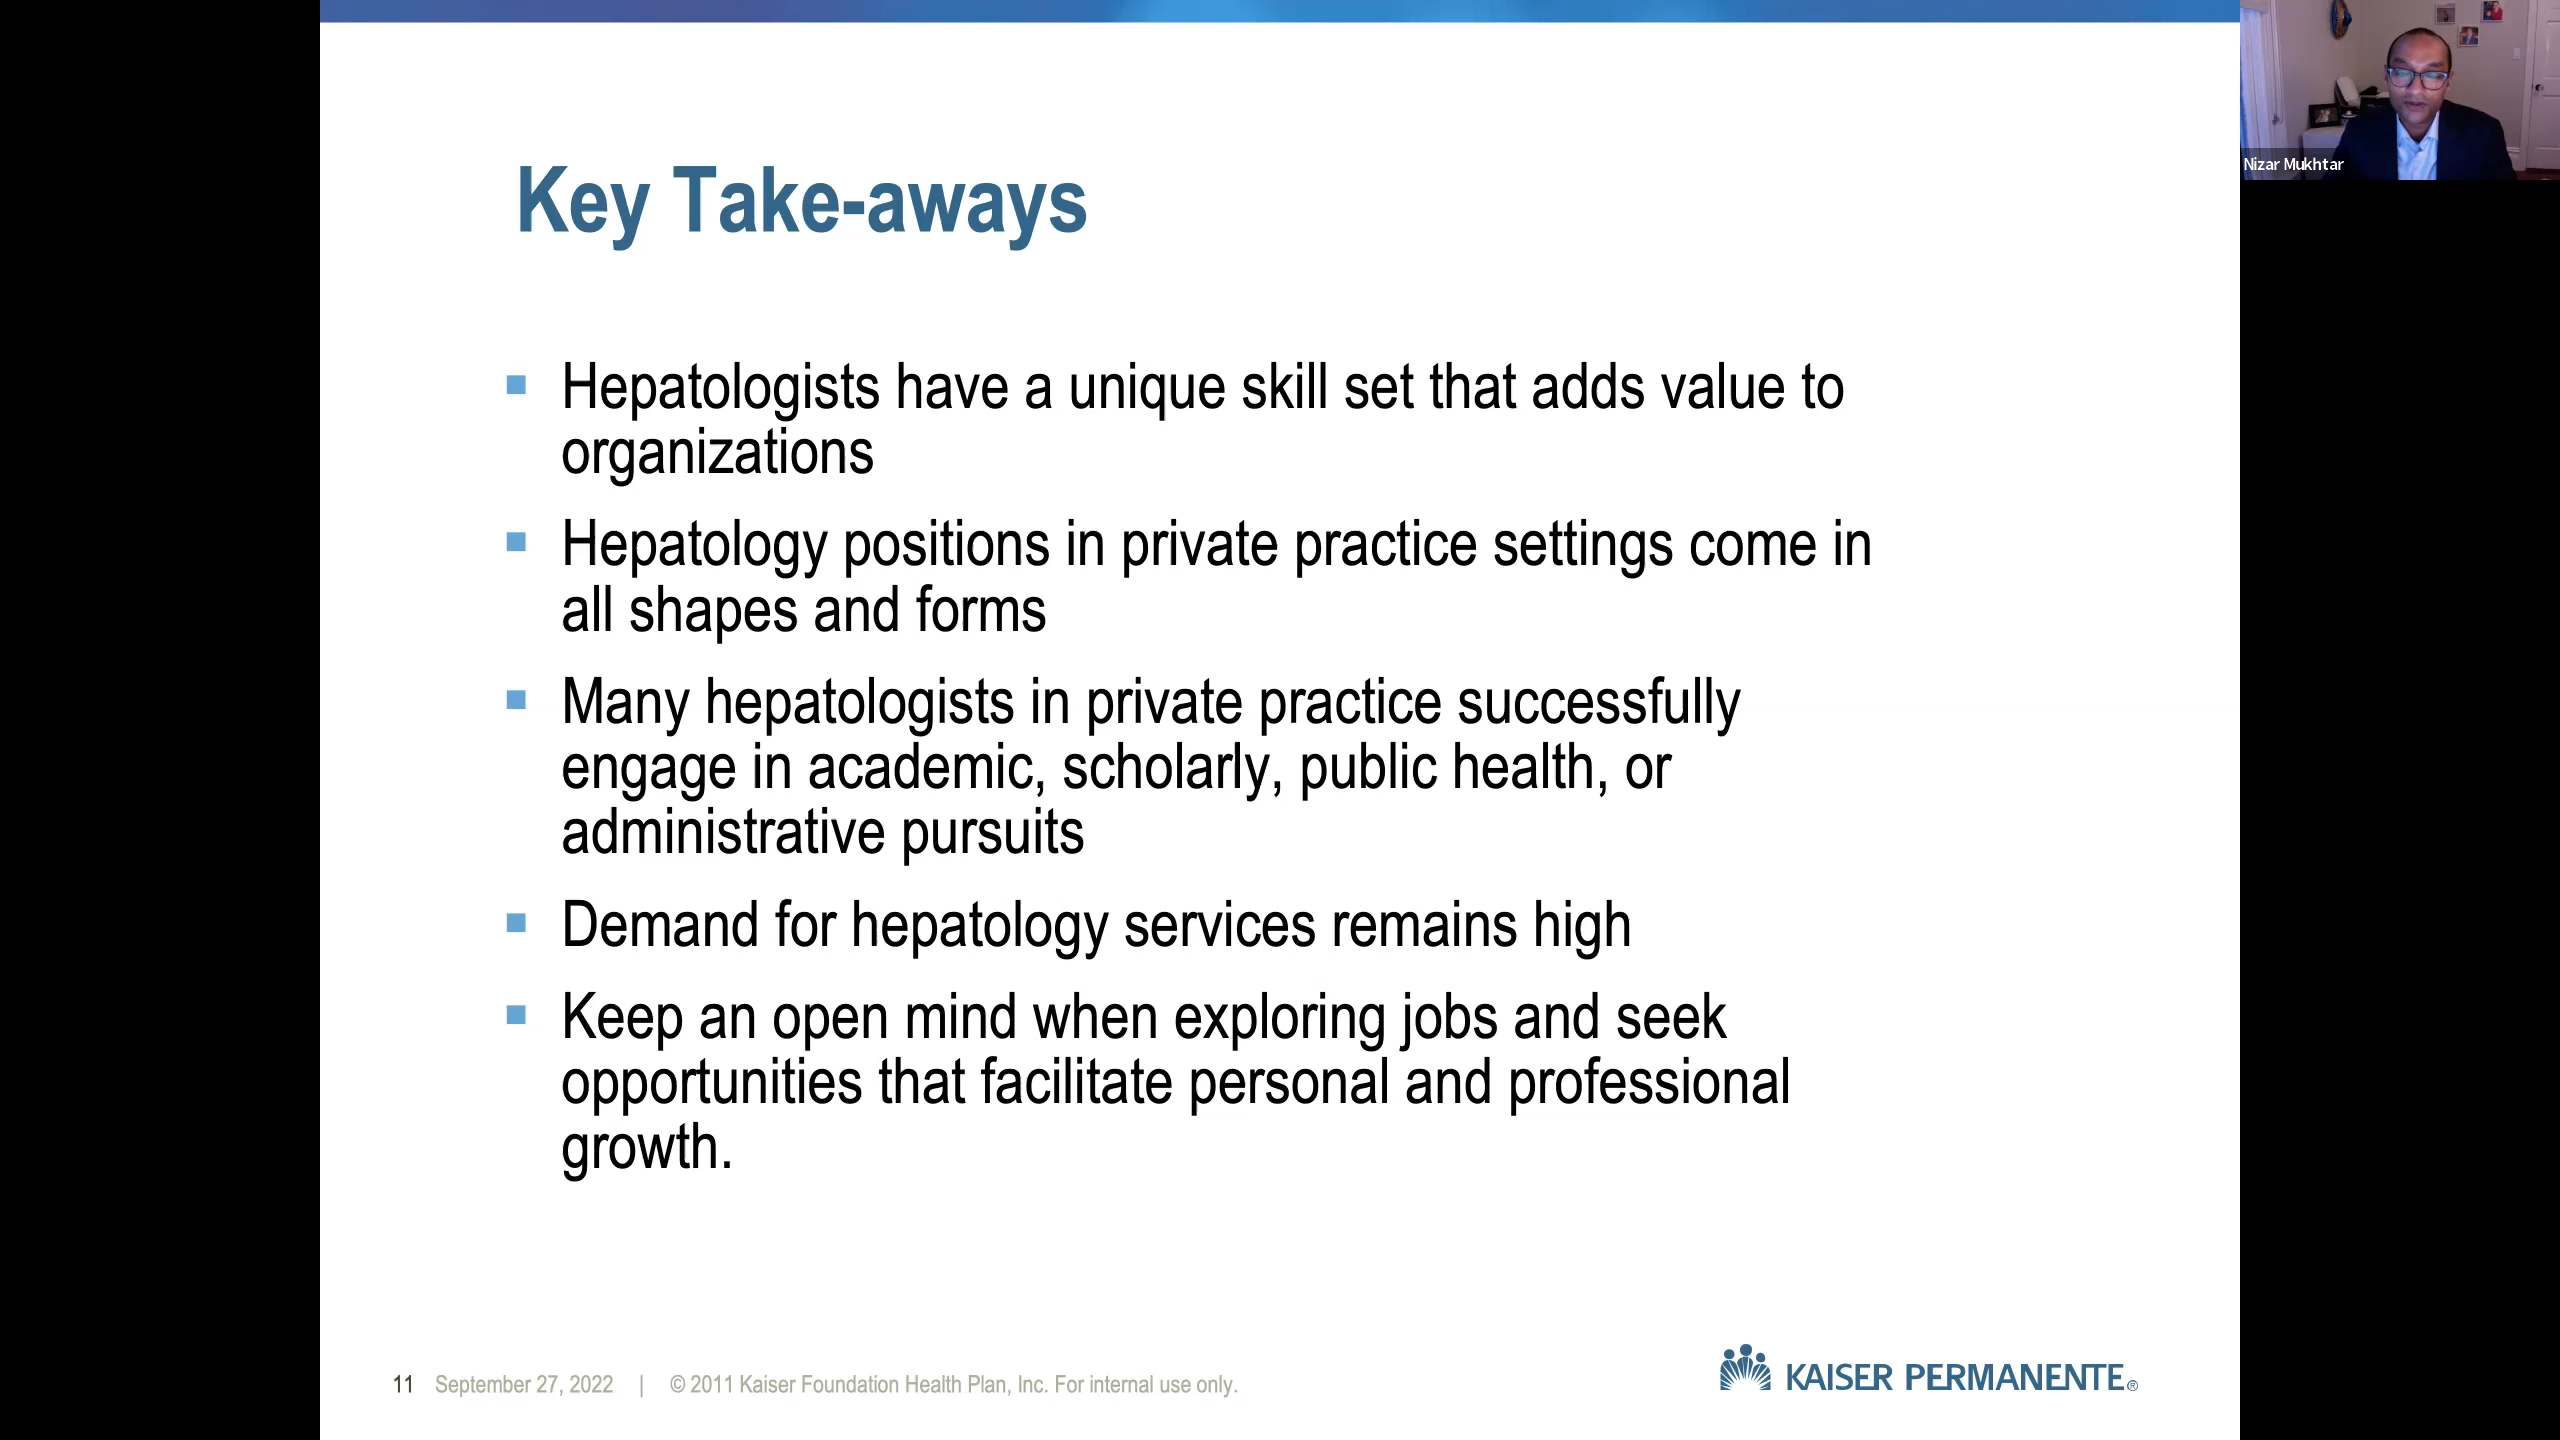 Key Take-aways
Hepatologists have a unique skill set that adds value to
organizations
Hepatology positions in private practice settings come in
all shapes and forms
Many hepatologists in private practice successfully
engage in academic, scholarly, public health, or
administrative pursuits
Demand for hepatology services remains high
Keep an open mind when exploring jobs and seek
opportunities that facilitate personal and professional
growth.
11 September 27, 2022 | © 2011 Kaiser Foundation Health Plan, Inc. For internal use only.
KAISER PERMANENTE®
Nizar Mukhtar